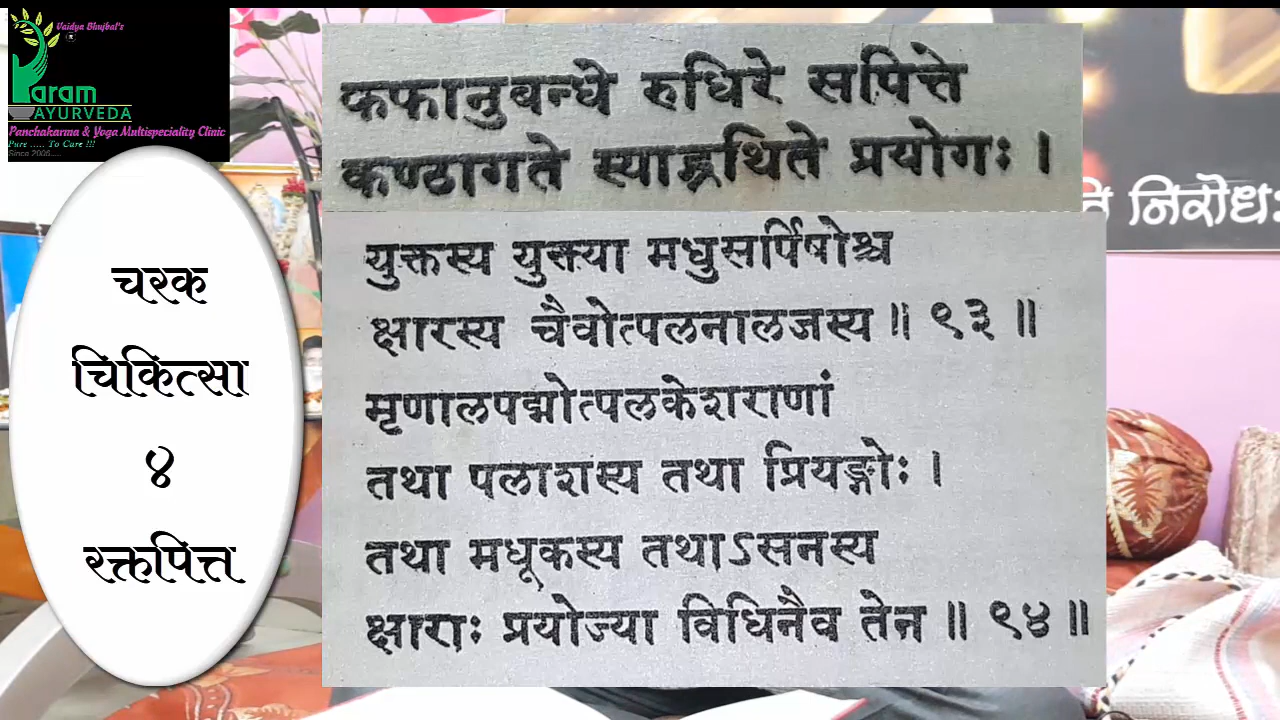 Vaidya Bhujbal's
Param
AYURVEDA
Panchakarma & Yoga Multispeciality Clinic
Pure ..... To Cure !!!
Since 2006.....
चरक
चिकित्सा
४
रक्तपित्त
कफानुबन्धे रुधिरे सपित्ते
कण्ठागते स्याद्ग्रथिते प्रयोगः ।
युक्तस्य युक्त्या मधुसर्पिषोश्च
क्षारस्य चैवोत्पलनालजस्य ॥ ९३ ॥
मृणालपद्मोत्पलकेशराणां
तथा पलाशस्य तथा प्रियङ्गोः ।
तथा मधूकस्य तथाऽसनस्य
क्षाराः प्रयोज्या विधिनैव तेन ॥ ९४ ॥
निरोधः